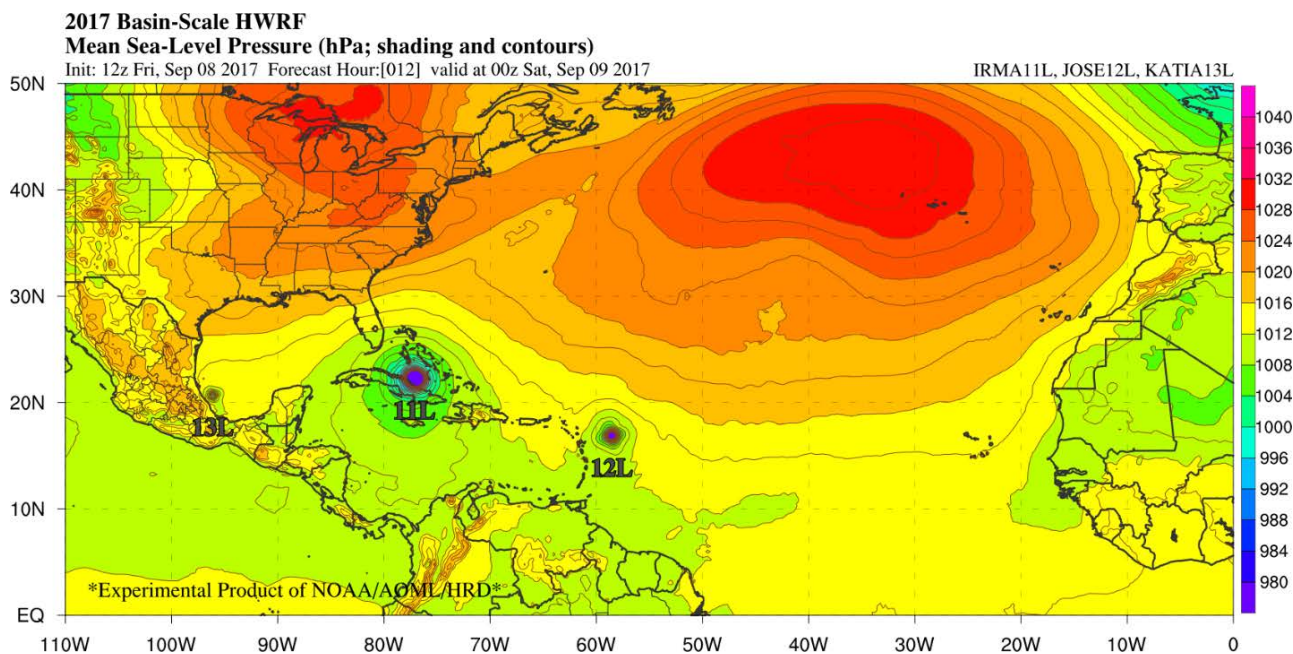 2017 Basin-Scale HWRF
Mean Sea-Level Pressure (hPa; shading and contours)
Init: 12z Fri, Sep 08 2017 Forecast Hour:[012] valid at 00z Sat, Sep 09 2017 IRMA11L, JOSE12L, KATIA13L
50N
1040
1036
40N
1032
1028
1024
1020
30N
1016
1012
1008
20N
11L
1004
13L
1000
12L
996
992
10N
988
984
*Experimental Product of NOAA/AOML/HRD*
980
EQ
110W 100W 90W 80W 70W 60W 50W 40W 30W 20W 10W 0